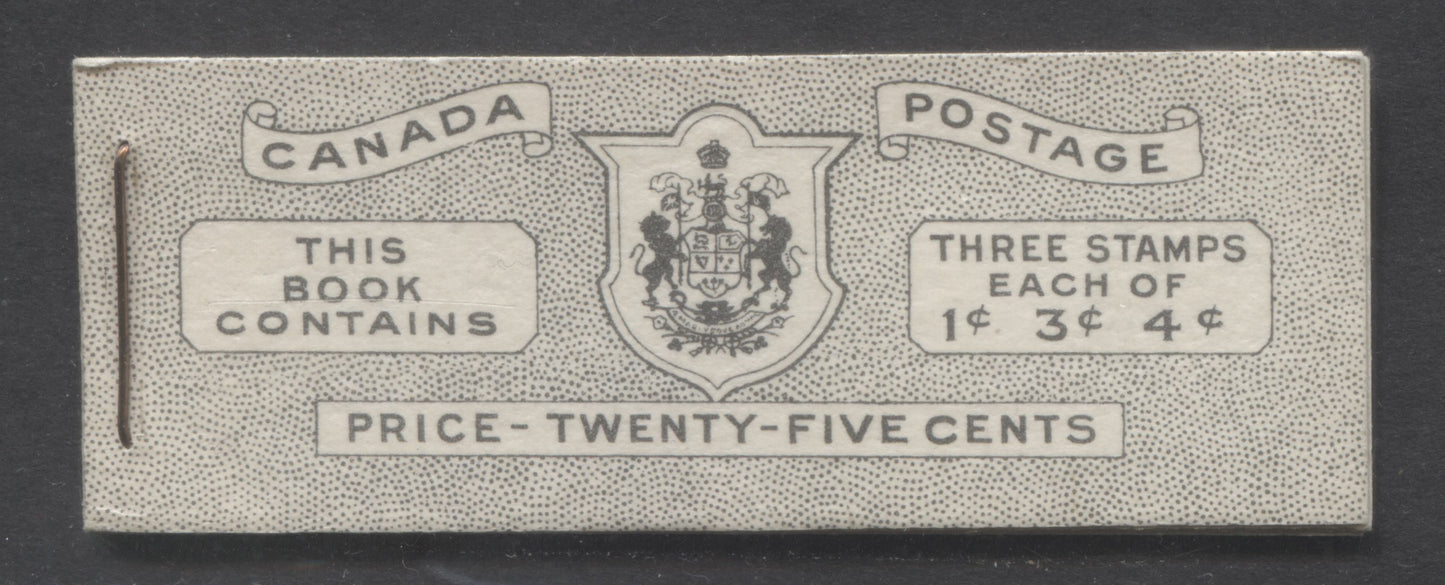 CANADA
POSTAGE
THIS
BOOK
CONTAINS
THREE STAMPS
EACH OF
1¢ 3¢ 4¢
PRICE - TWENTY-FIVE CENTS